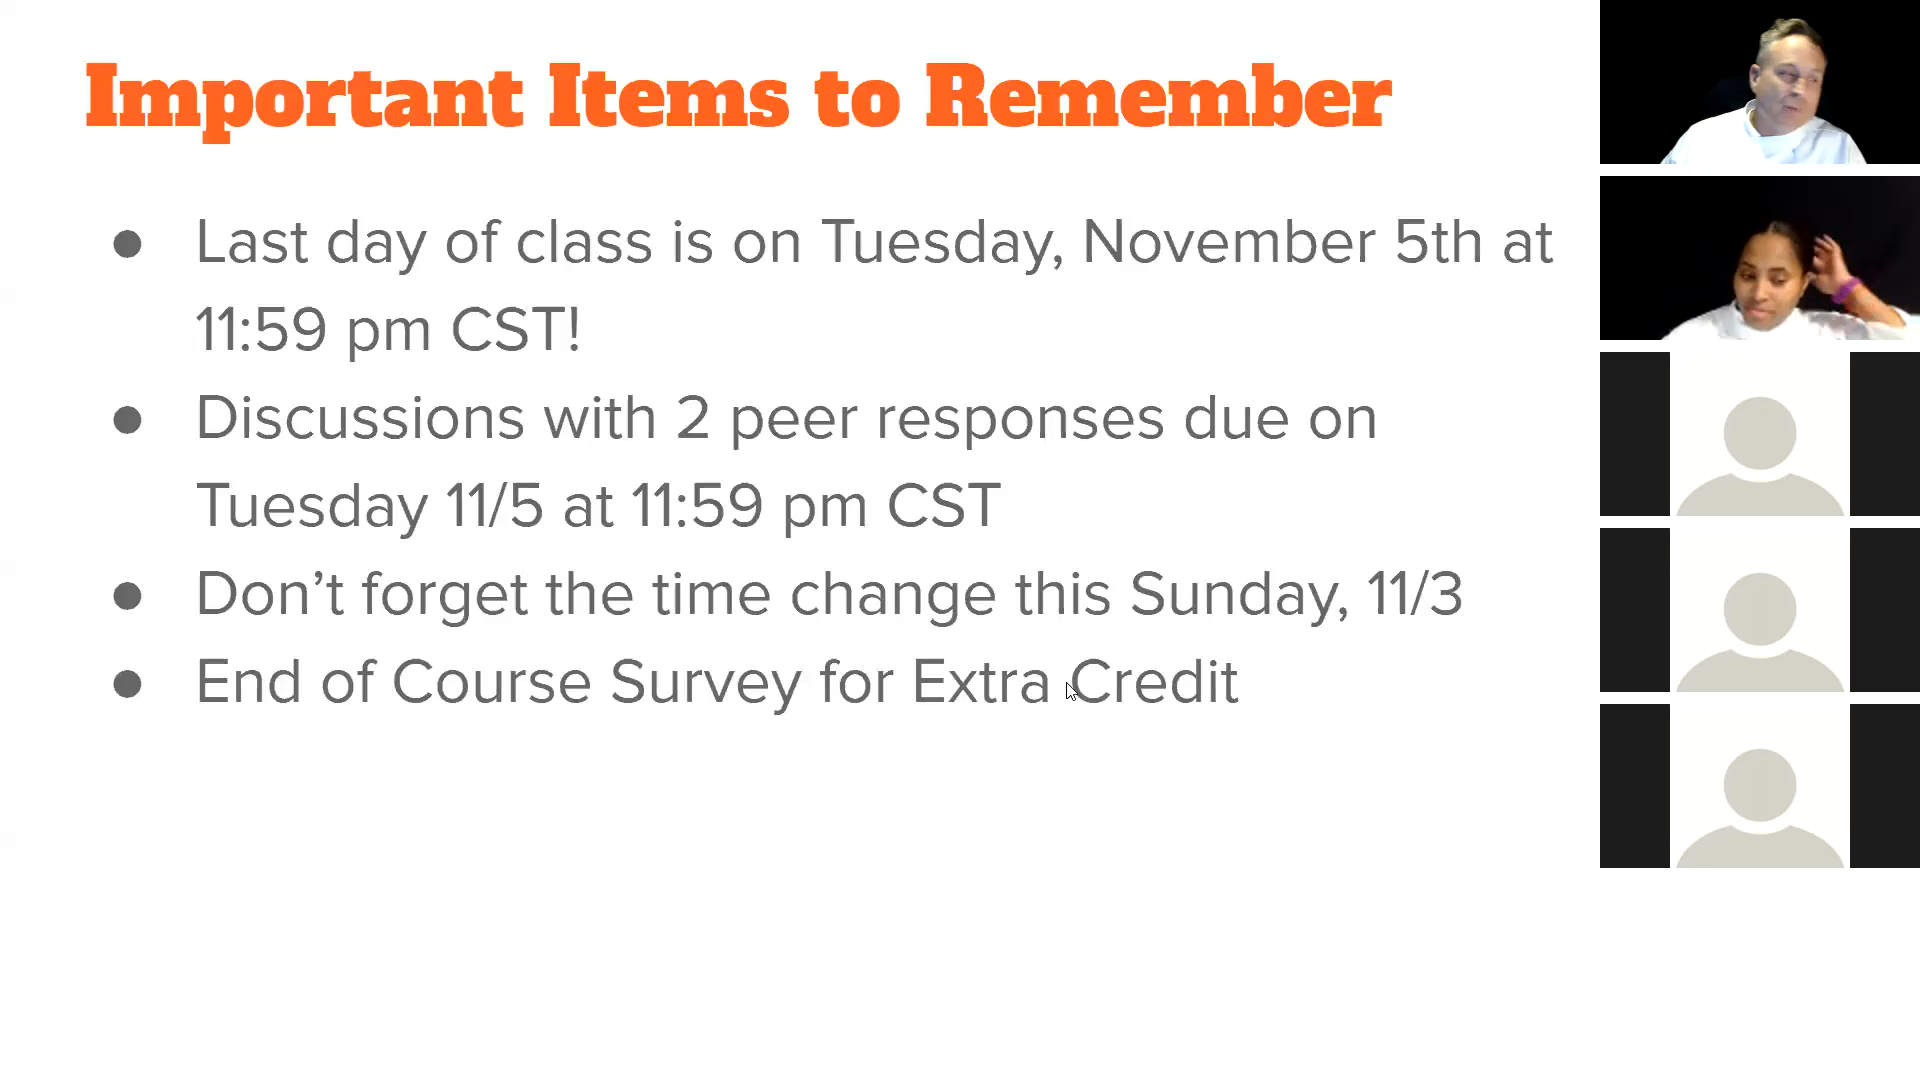 Important Items to Remember
● Last day of class is on Tuesday, November 5th at
11:59 pm CST!
● Discussions with 2 peer responses due on
Tuesday 11/5 at 11:59 pm CST
● Don’t forget the time change this Sunday, 11/3
● End of Course Survey for Extra Credit